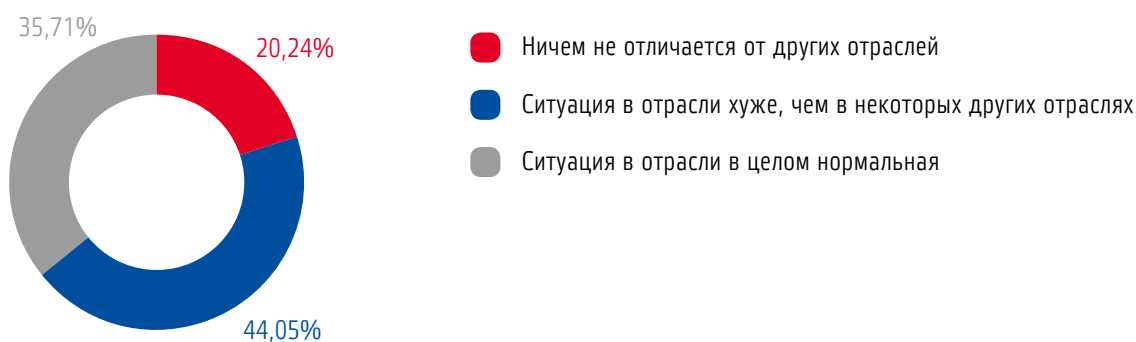 35,71%
20,24%
44,05%
Ничем не отличается от других отраслей
Ситуация в отрасли хуже, чем в некоторых других отраслях
Ситуация в отрасли в целом нормальная